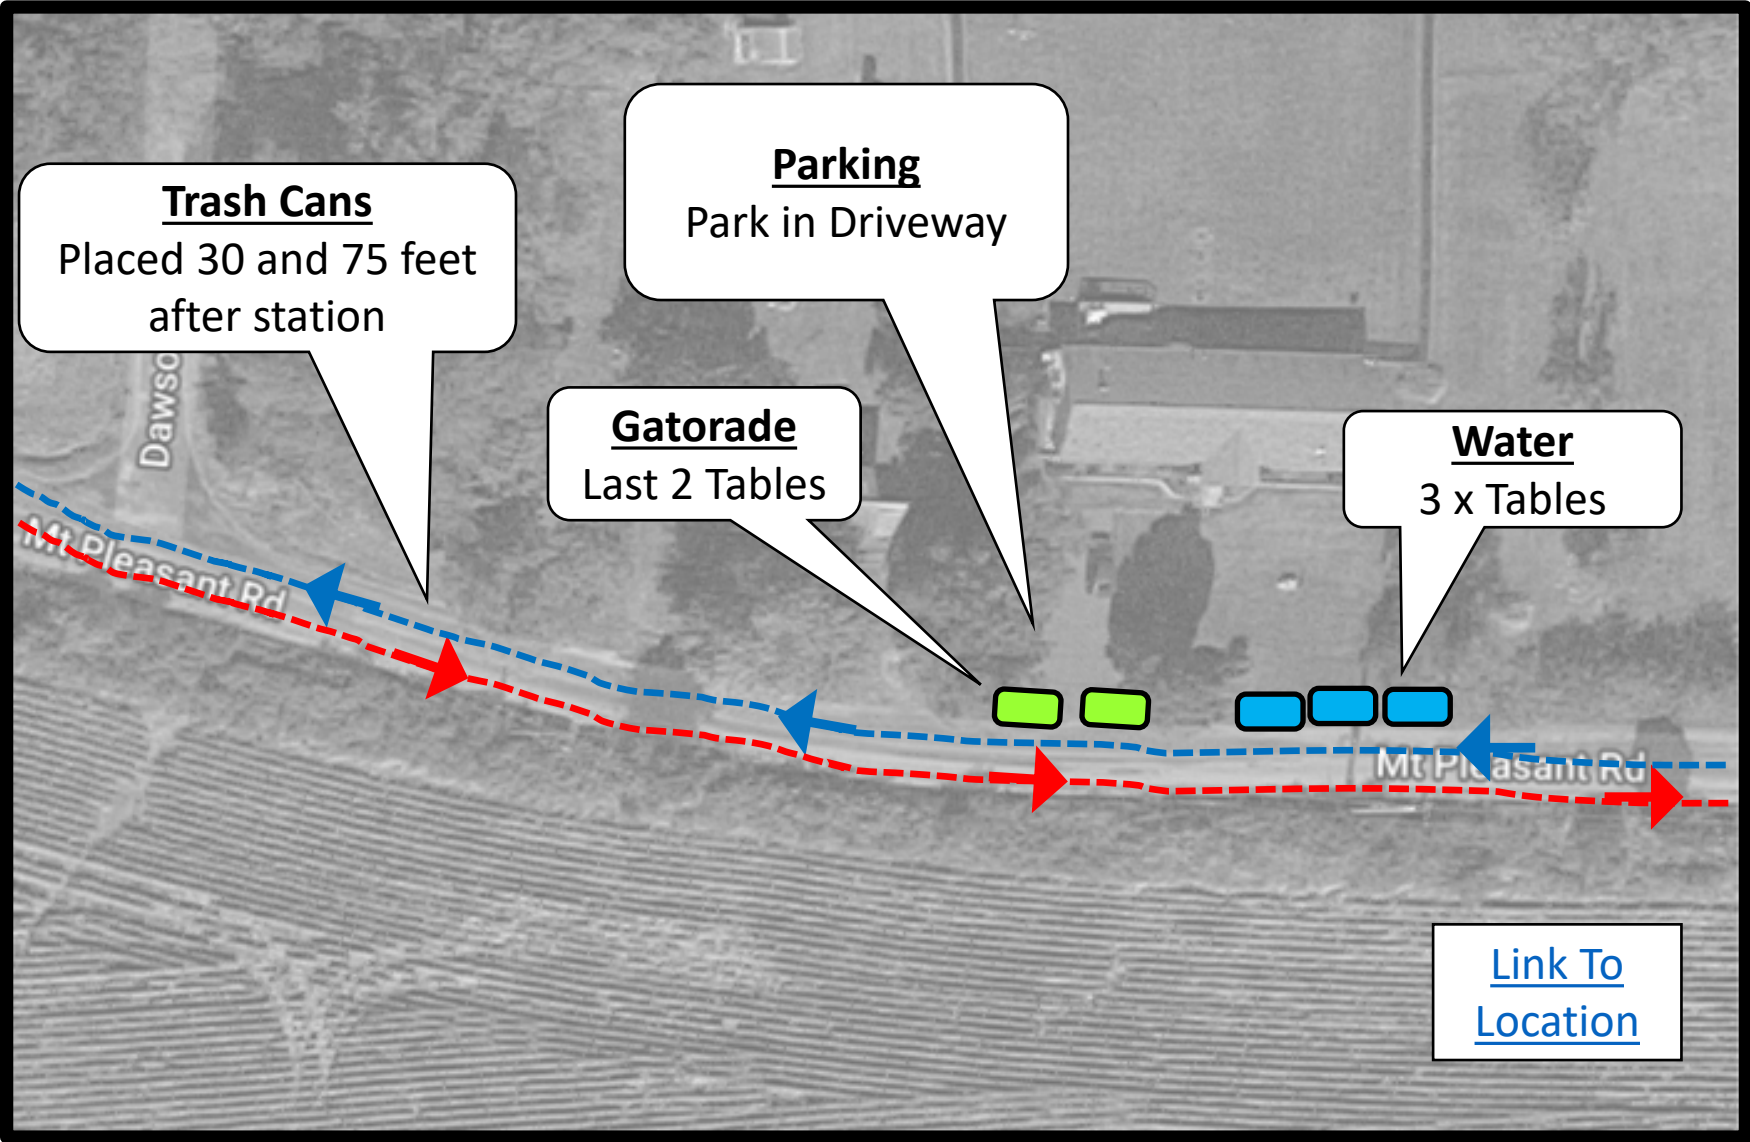 Parking
Park in Driveway
Trash Cans
Placed 30 and 75 feet
after station
Dawso
Gatorade
Last 2 Tables
Water
3 x Tables
Mt Pleasant Rd
Mt Pleasant Rd
Link To
Location